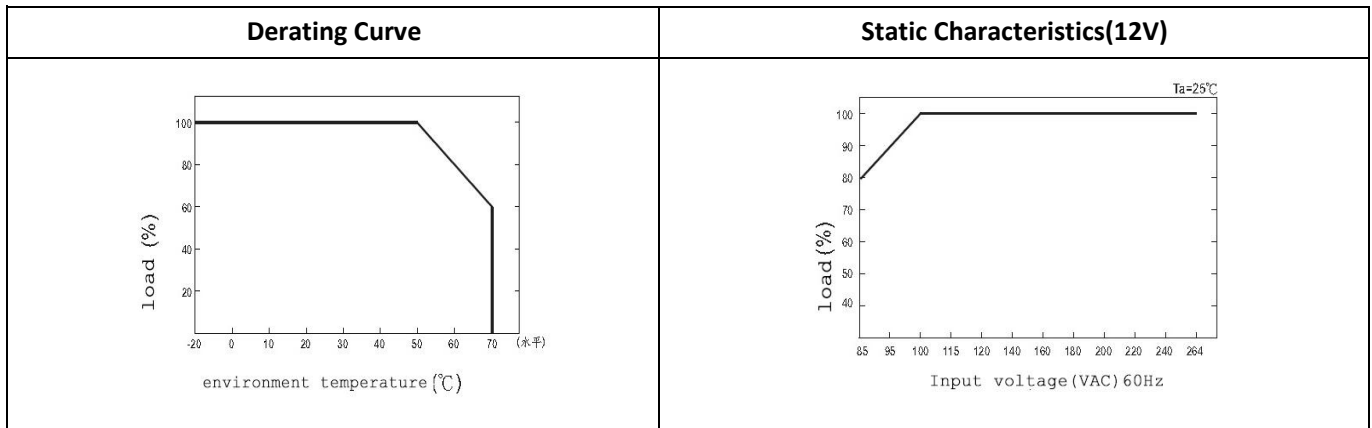 Derating Curve
Static Characteristics(12V)
100
80
60
40
20
-20 0 10 20 30 40 50 60 70 (水平)
load (%)
environment temperature(℃)
Ta=25℃
100
90
80
70
60
50
40
85 95 100 115 120 140 160 180 200 220 240 264
load(%)
Input voltage(VAC)60Hz